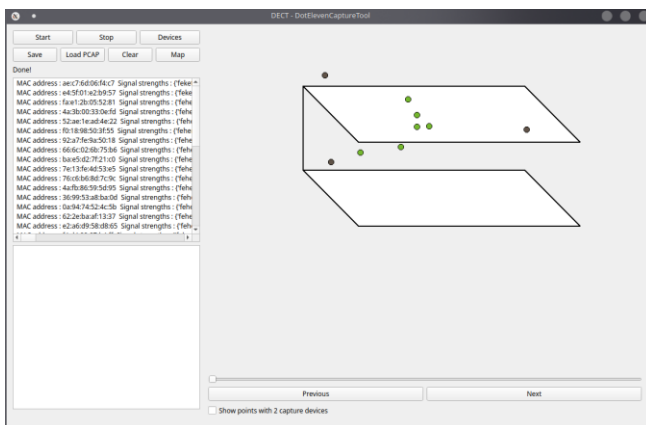 DECT - DotElevenCaptureTool
Start Stop Devices
Save Load PCAP Clear Map
Done!
MAC address : ae:c7:6d:06:f4:c7 Signal strengths : {'feke
MAC address : e4:5f:01:e2:b9:57 Signal strengths : {'feke
MAC address : fa:e1:2b:05:52:81 Signal strengths : {'feke
MAC address : 4a:3b:00:33:0e:fd Signal strengths : {'fehe
MAC address : 52:ae:1e:ad:4e:22 Signal strengths : {'fehe
MAC address : f0:18:98:50:3f:55 Signal strengths : {'fehe
MAC address : 92:a7:fe:9a:50:18 Signal strengths : {'fehe
MAC address : 66:6c:02:6b:75:b6 Signal strengths : {'fehe
MAC address : ba:e5:d2:7f:21:c0 Signal strengths : {'fehe
MAC address : 7e:13:fe:4d:53:e5 Signal strengths : {'fehe
MAC address : 76:c6:b6:8d:7c:9c Signal strengths : {'fehe
MAC address : 4a:fb:86:59:5d:95 Signal strengths : {'fehe
MAC address : 36:99:53:a8:ba:0d Signal strengths : {'fehe
MAC address : 0a:94:74:52:4c:5b Signal strengths : {'fehe
MAC address : 62:2e:ba:af:13:37 Signal strengths : {'fehe
MAC address : e2:a6:d9:58:d8:65 Signal strengths : {'fehe
Previous Next
Show points with 2 capture devices